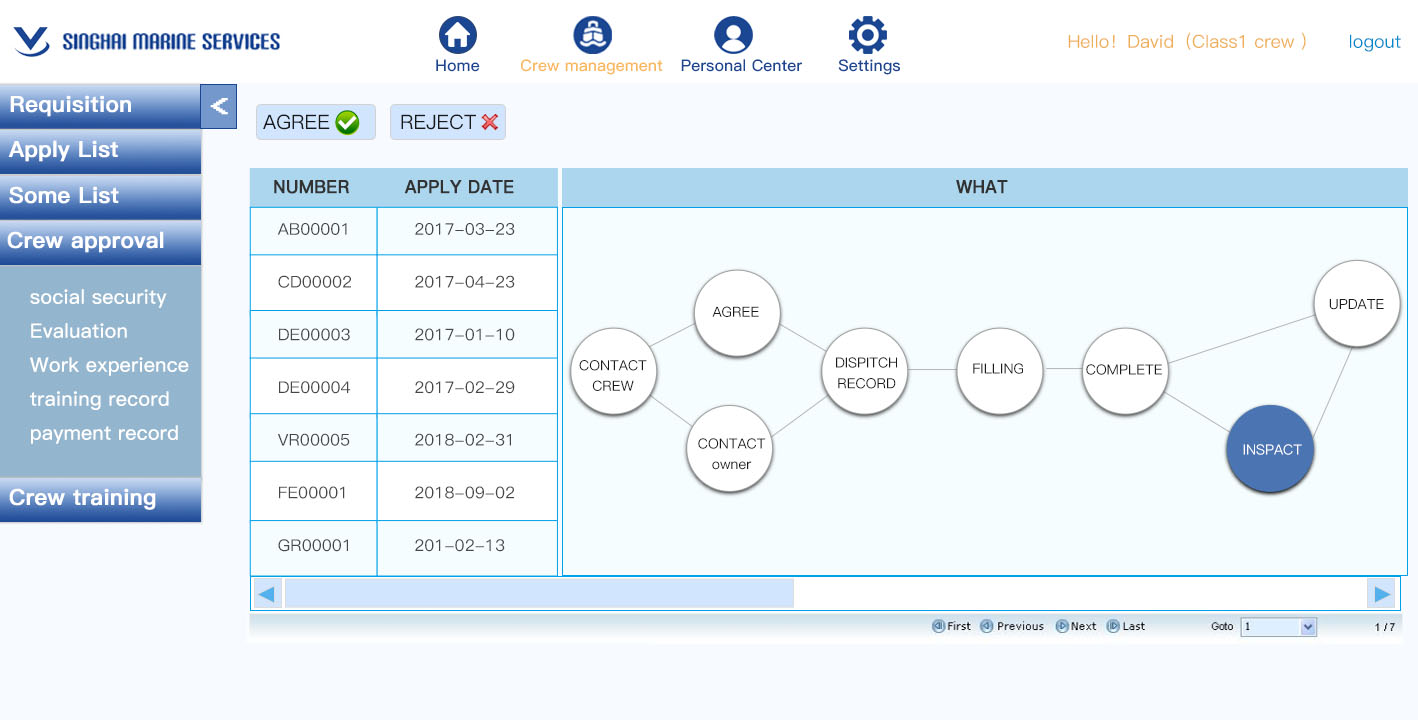 SINGHAI MARINE SERVICES
Home
Crew management
Personal Center
Settings
Hello! David (Class1 crew )
logout
Requisition
Apply List
Some List
Crew approval
social security
Evaluation
Work experience
training record
payment record
Crew training
AGREE
REJECT
NUMBER APPLY DATE
AB00001 2017-03-23
CD00002 2017-04-23
DE00003 2017-01-10
DE00004 2017-02-29
VR00005 2018-02-31
FE00001 2018-09-02
GR00001 201-02-13
WHAT
CONTACT
CREW
AGREE
CONTACT
owner
DISPITCH
RECORD
FILLING
COMPLETE
UPDATE
INSPACT
First Previous Next Last Goto 1 1 / 7